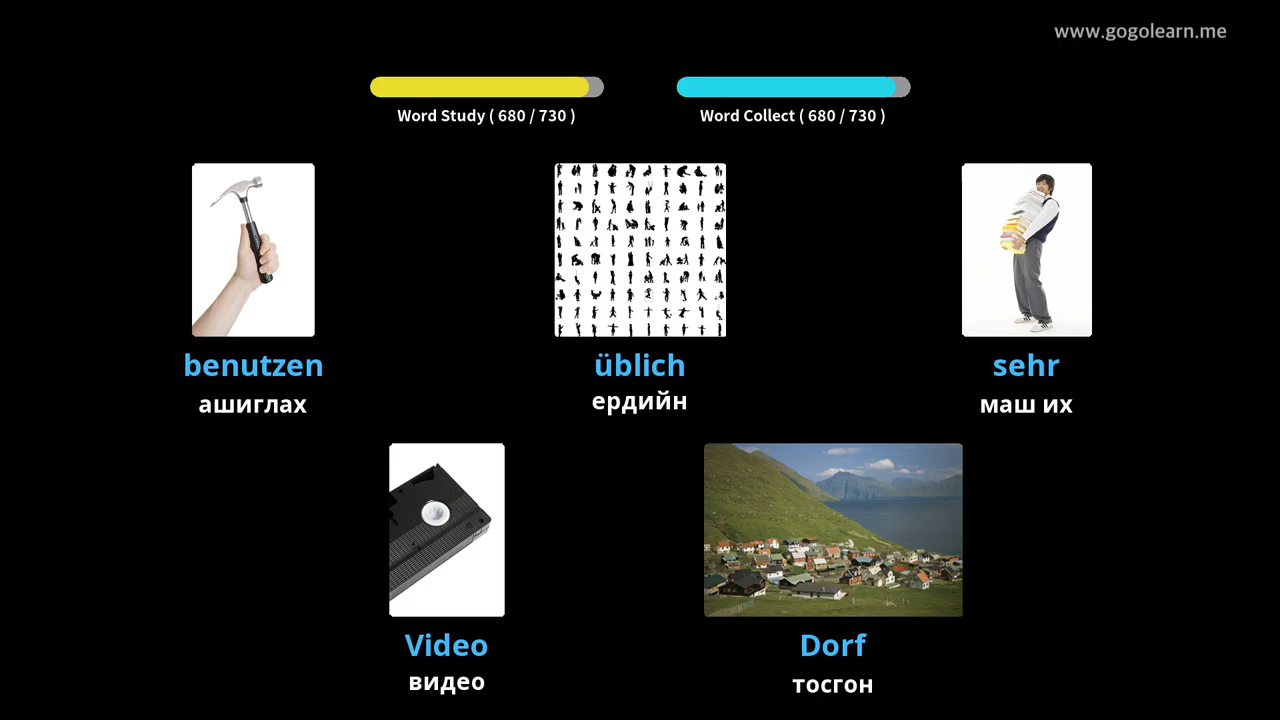 www.gogolearn.me
Word Study ( 680 / 730 )
Word Collect ( 680 / 730 )
benutzen
ашиглах
üblich
ердийн
sehr
маш их
Video
видео
Dorf
тосгон